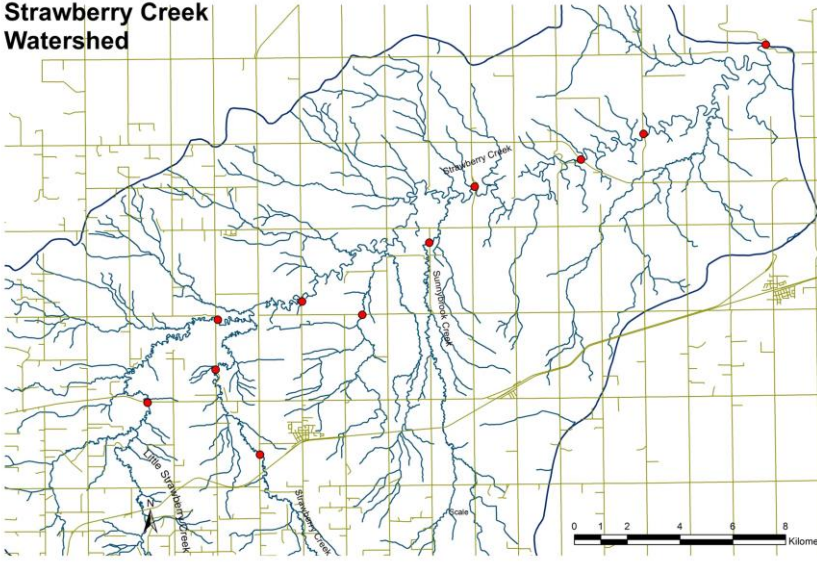 Strawberry Creek
Watershed
Strawberry Creek
Sunnybrook Creek
Little Strawberry Creek
N
Strawberry Creek
Scale
0 1 2 4 6 8
Kilome